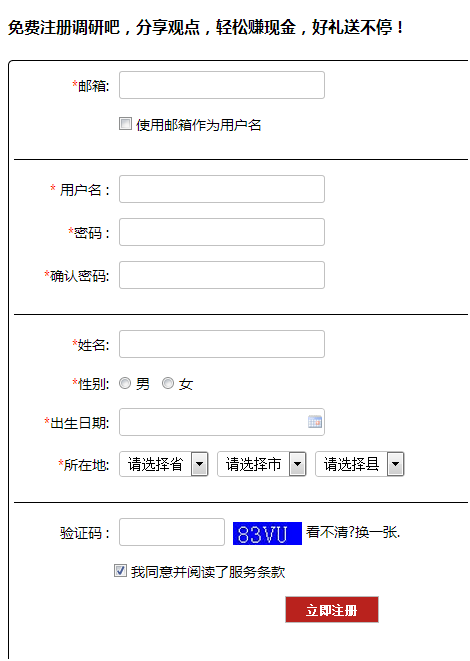 免费注册调研吧，分享观点，轻松赚现金，好礼送不停！
*邮箱:
使用邮箱作为用户名
* 用户名 :
*密码 :
*确认密码:
*姓名:
*性别: 男 女
*出生日期:
*所在地: 请选择省 请选择市 请选择县
验证码 : 83VU 看不清?换一张.
我同意并阅读了服务条款
立即注册